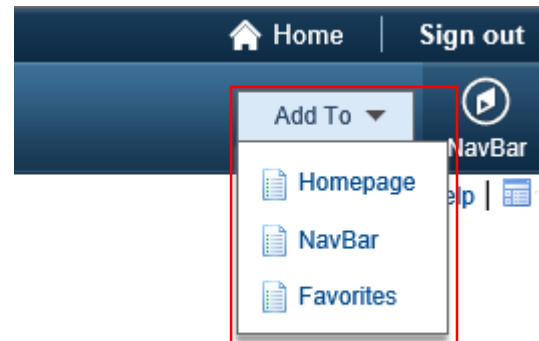 Home | Sign out
Add To
NavBar
Homepage
elp |
NavBar
Favorites